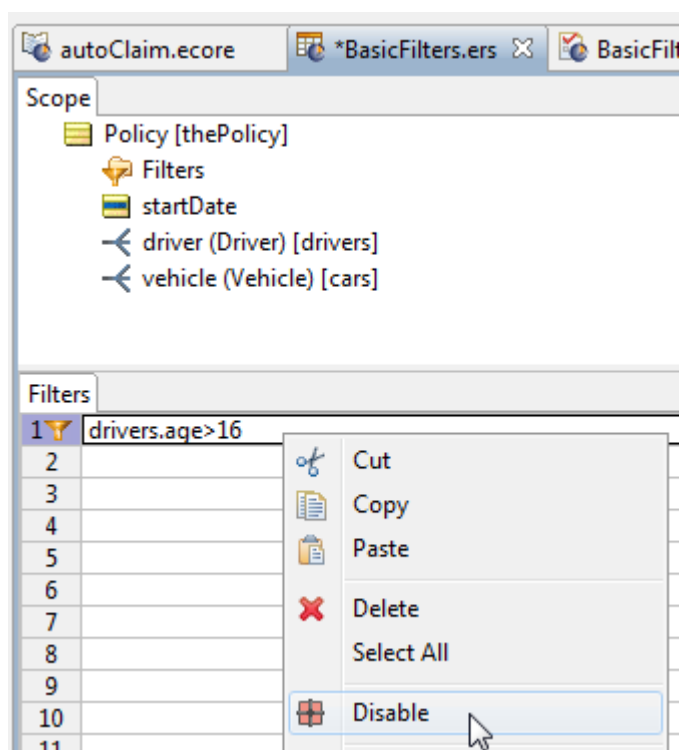 autoClaim.ecore
*BasicFilters.ers
BasicFilt
Scope
Policy [thePolicy]
Filters
startDate
driver (Driver) [drivers]
vehicle (Vehicle) [cars]
Filters
1 drivers.age>16
2
3
4
5
6
7
8
9
10
11
Cut
Copy
Paste
Delete
Select All
Disable